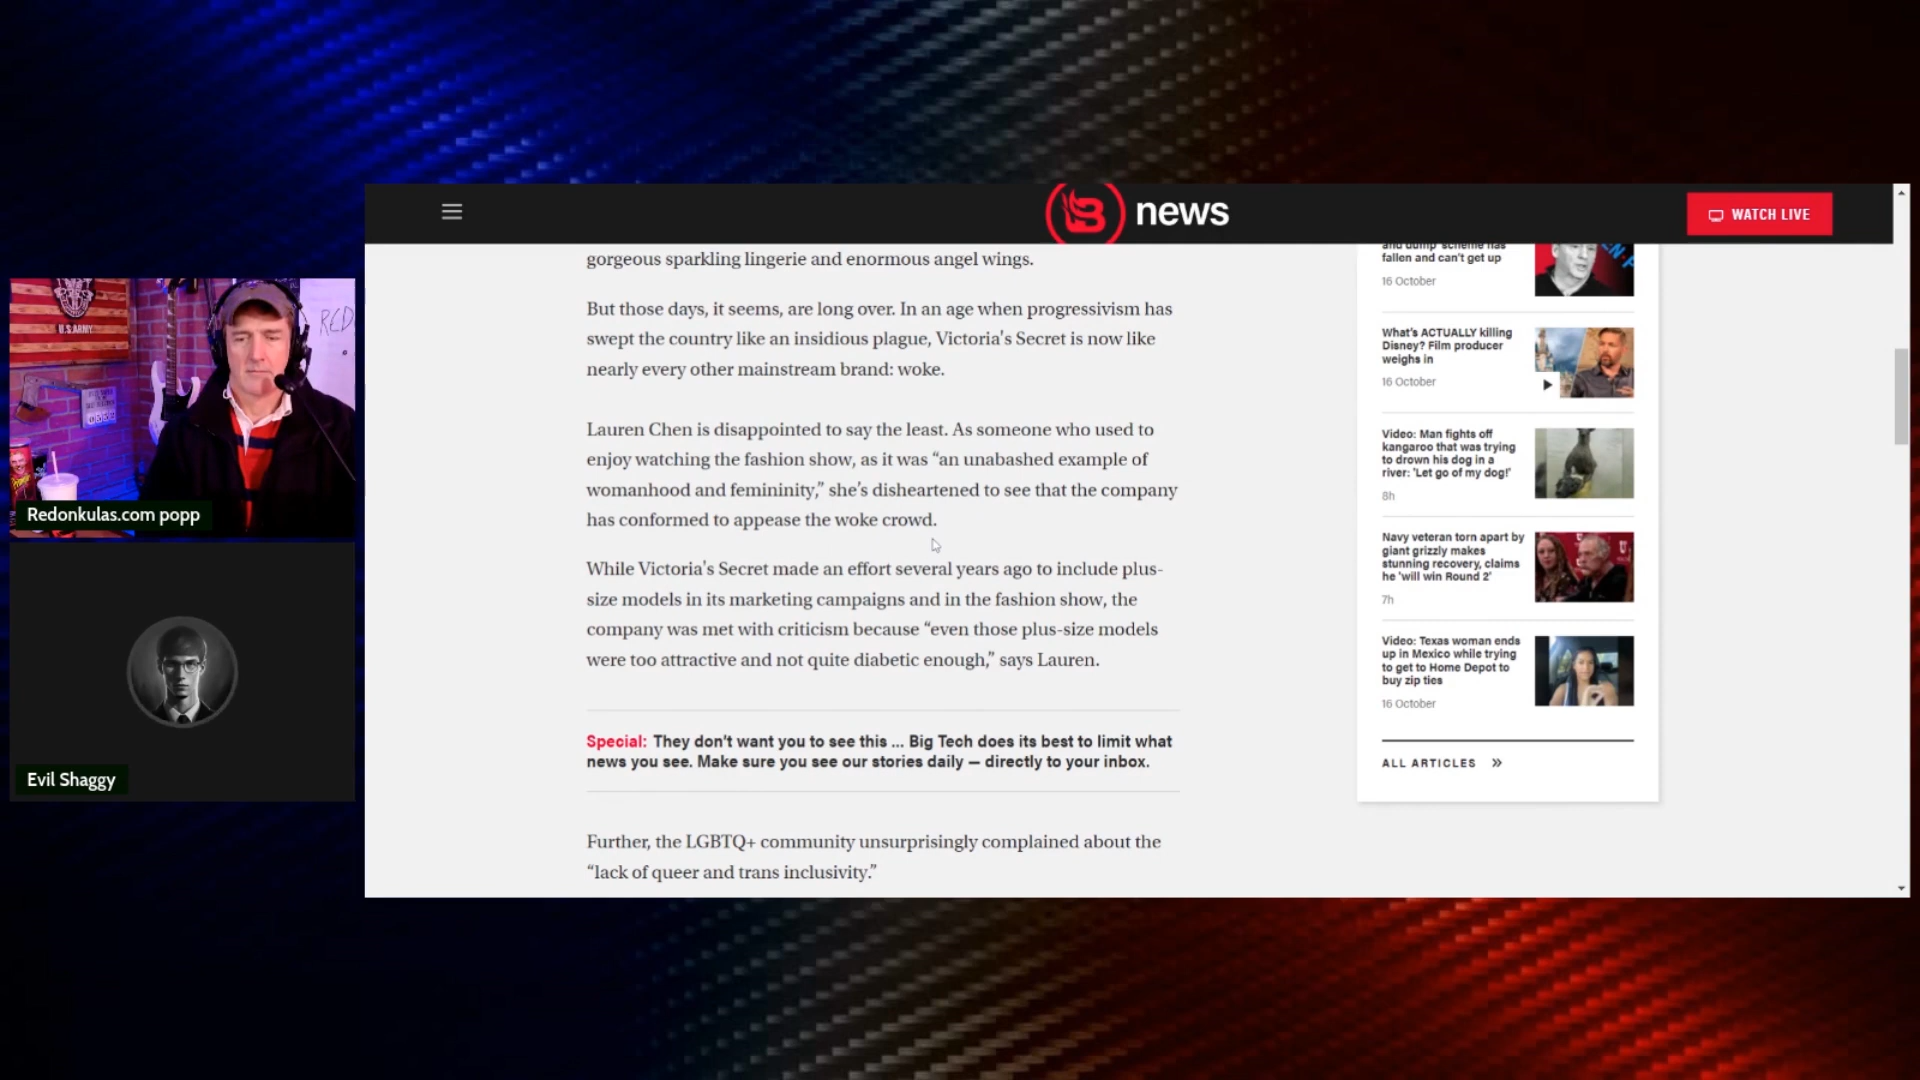 news
WATCH LIVE
gorgeous sparkling lingerie and enormous angel wings.
But those days, it seems, are long over. In an age when progressivism has
swept the country like an insidious plague, Victoria's Secret is now like
nearly every other mainstream brand: woke.
Lauren Chen is disappointed to say the least. As someone who used to
enjoy watching the fashion show, as it was “an unabashed example of
womanhood and femininity,” she’s disheartened to see that the company
has conformed to appease the woke crowd.
While Victoria's Secret made an effort several years ago to include plus-
size models in its marketing campaigns and in the fashion show, the
company was met with criticism because “even those plus-size models
were too attractive and not quite diabetic enough,” says Lauren.
Special: They don’t want you to see this ... Big Tech does its best to limit what
news you see. Make sure you see our stories daily — directly to your inbox.
Further, the LGBTQ+ community unsurprisingly complained about the
“lack of queer and trans inclusivity.”
and dump' scheme has
fallen and can't get up
16 October
What’s ACTUALLY killing
Disney? Film producer
weighs in
16 October
Video: Man fights off
kangaroo that was trying
to drown his dog in a
river: 'Let go of my dog!'
8h
Navy veteran torn apart by
giant grizzly makes
stunning recovery, claims
he 'will win Round 2'
7h
Video: Texas woman ends
up in Mexico while trying
to get to Home Depot to
buy zip ties
16 October
ALL ARTICLES
U.S. ARMY
Redonkulas.com popp
Evil Shaggy